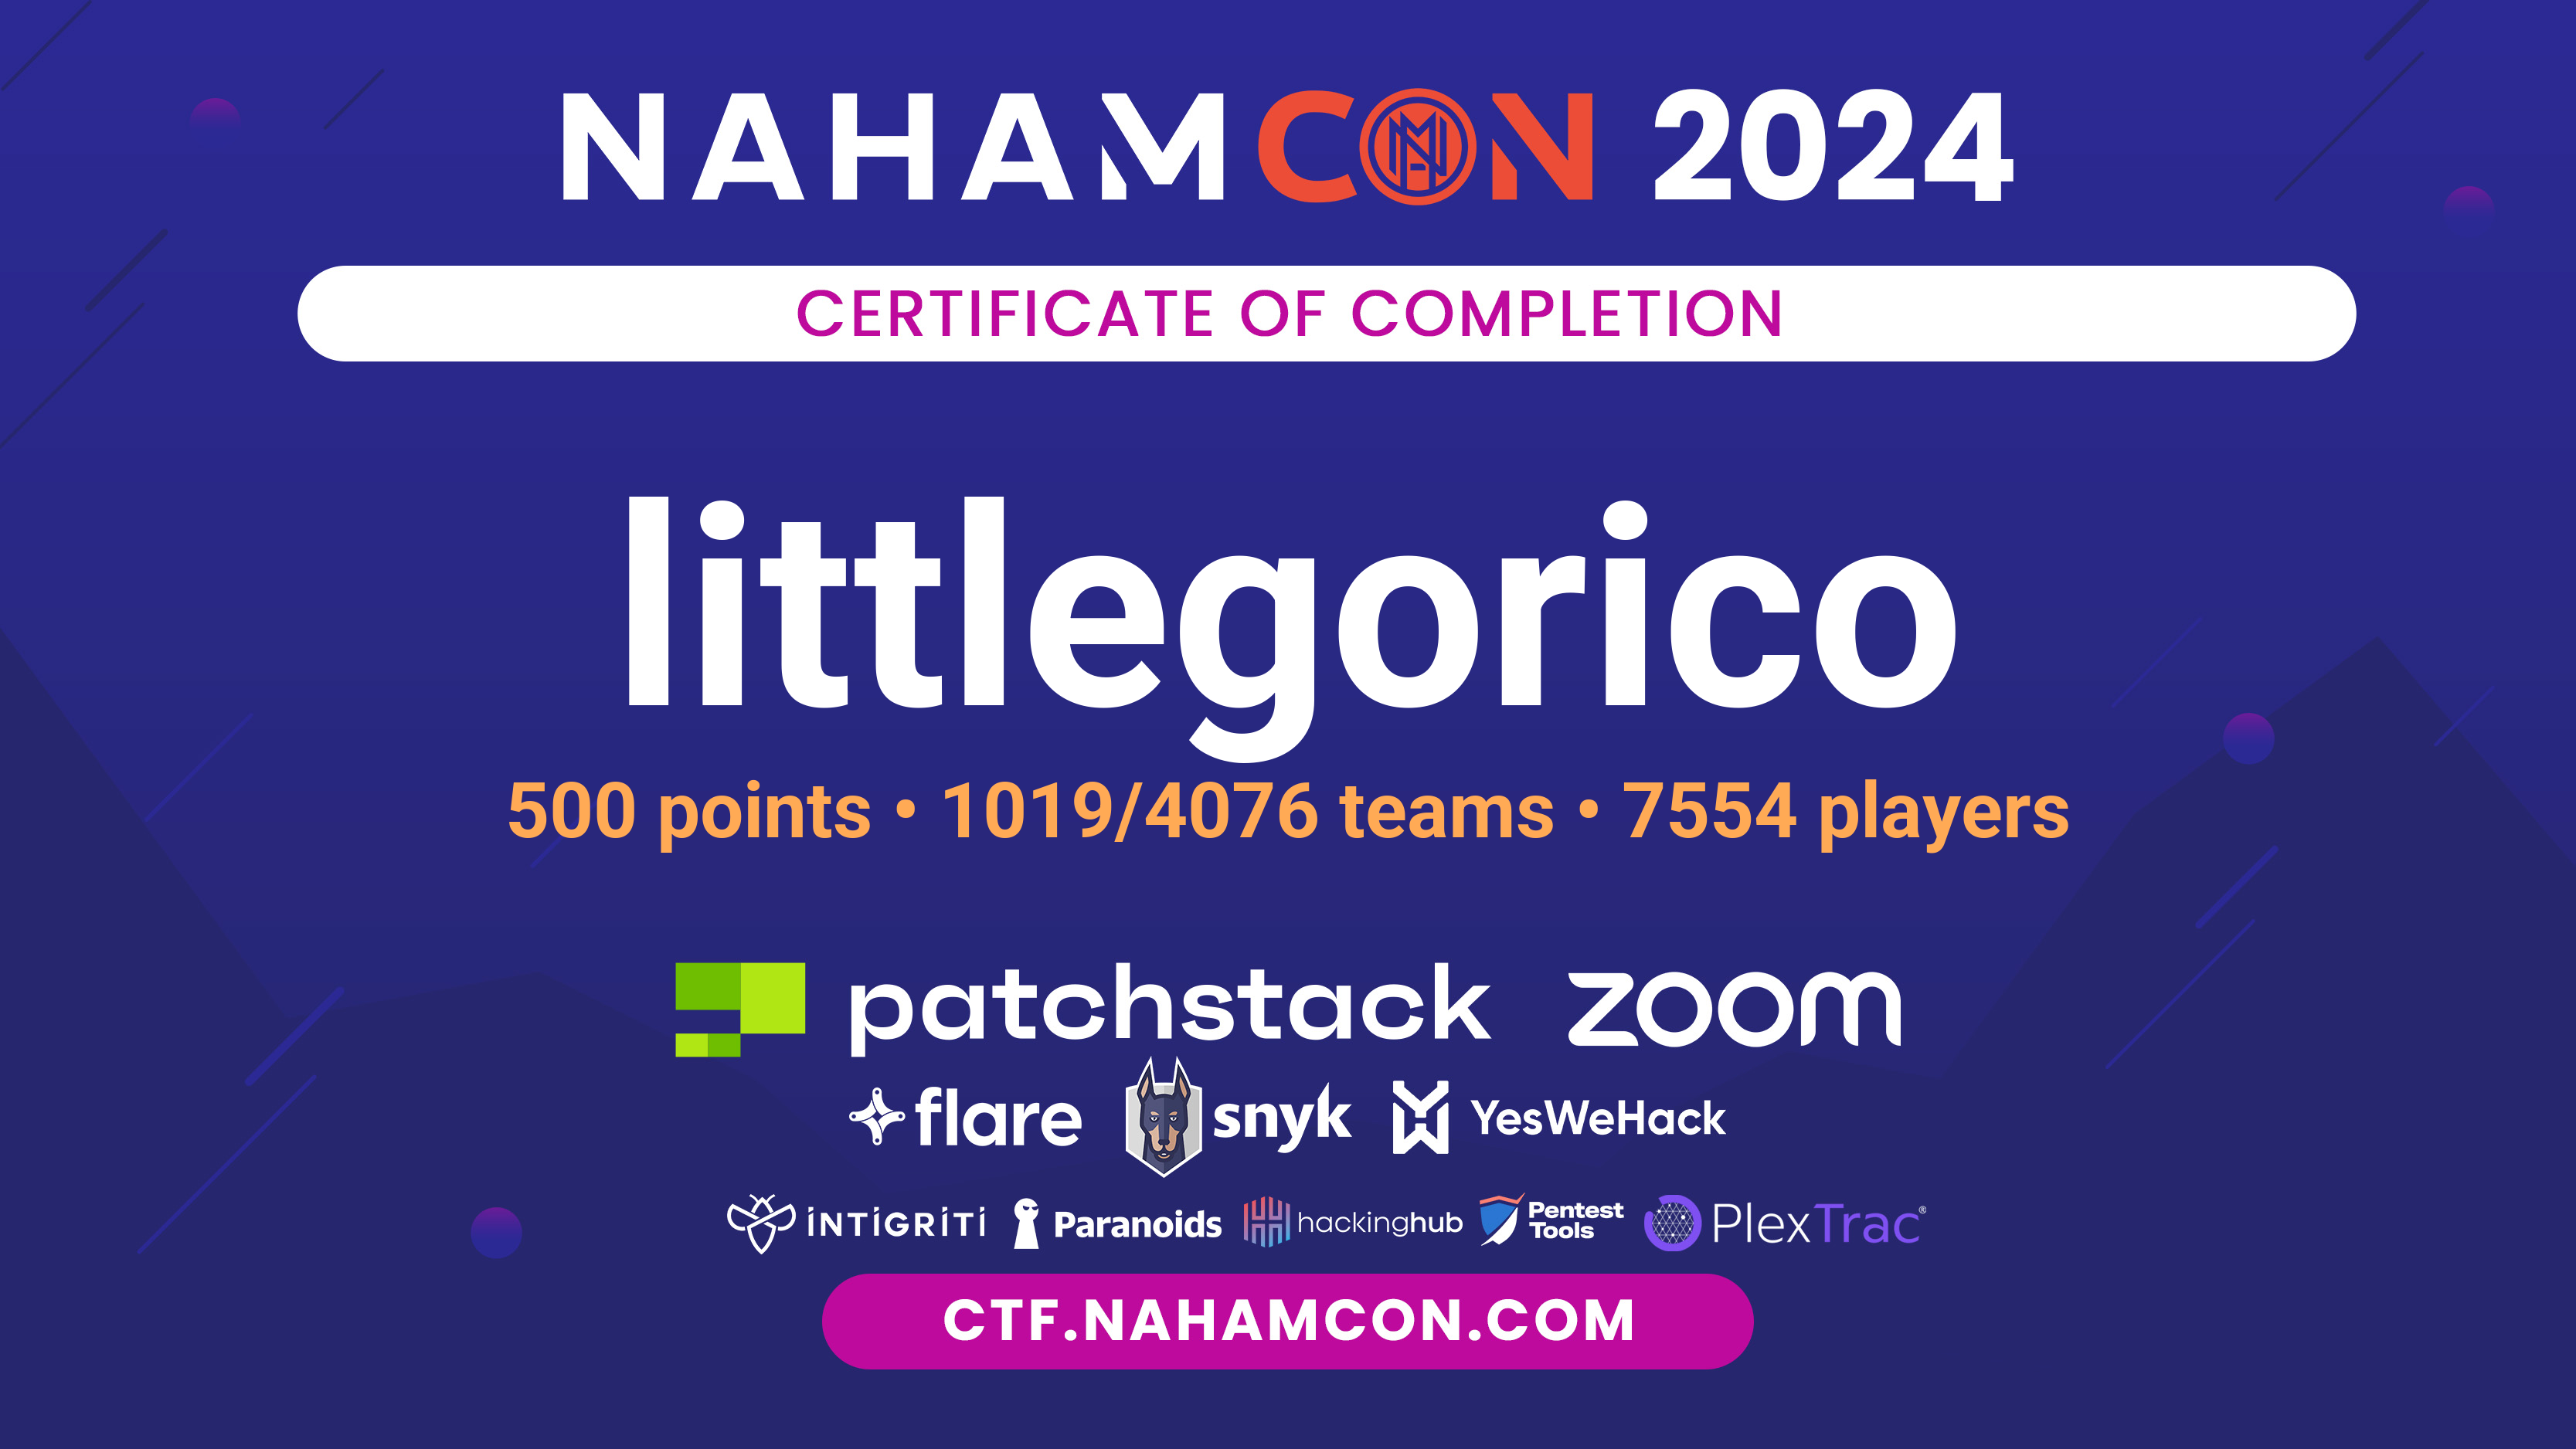 NAHAMCON 2024
CERTIFICATE OF COMPLETION
littlegorico
500 points • 1019/4076 teams • 7554 players
patchstack zoom
flare snyk YesWeHack
INTIGRITI Paranoids hackinghub Pentest Tools PlexTrac®
CTF.NAHAMCON.COM